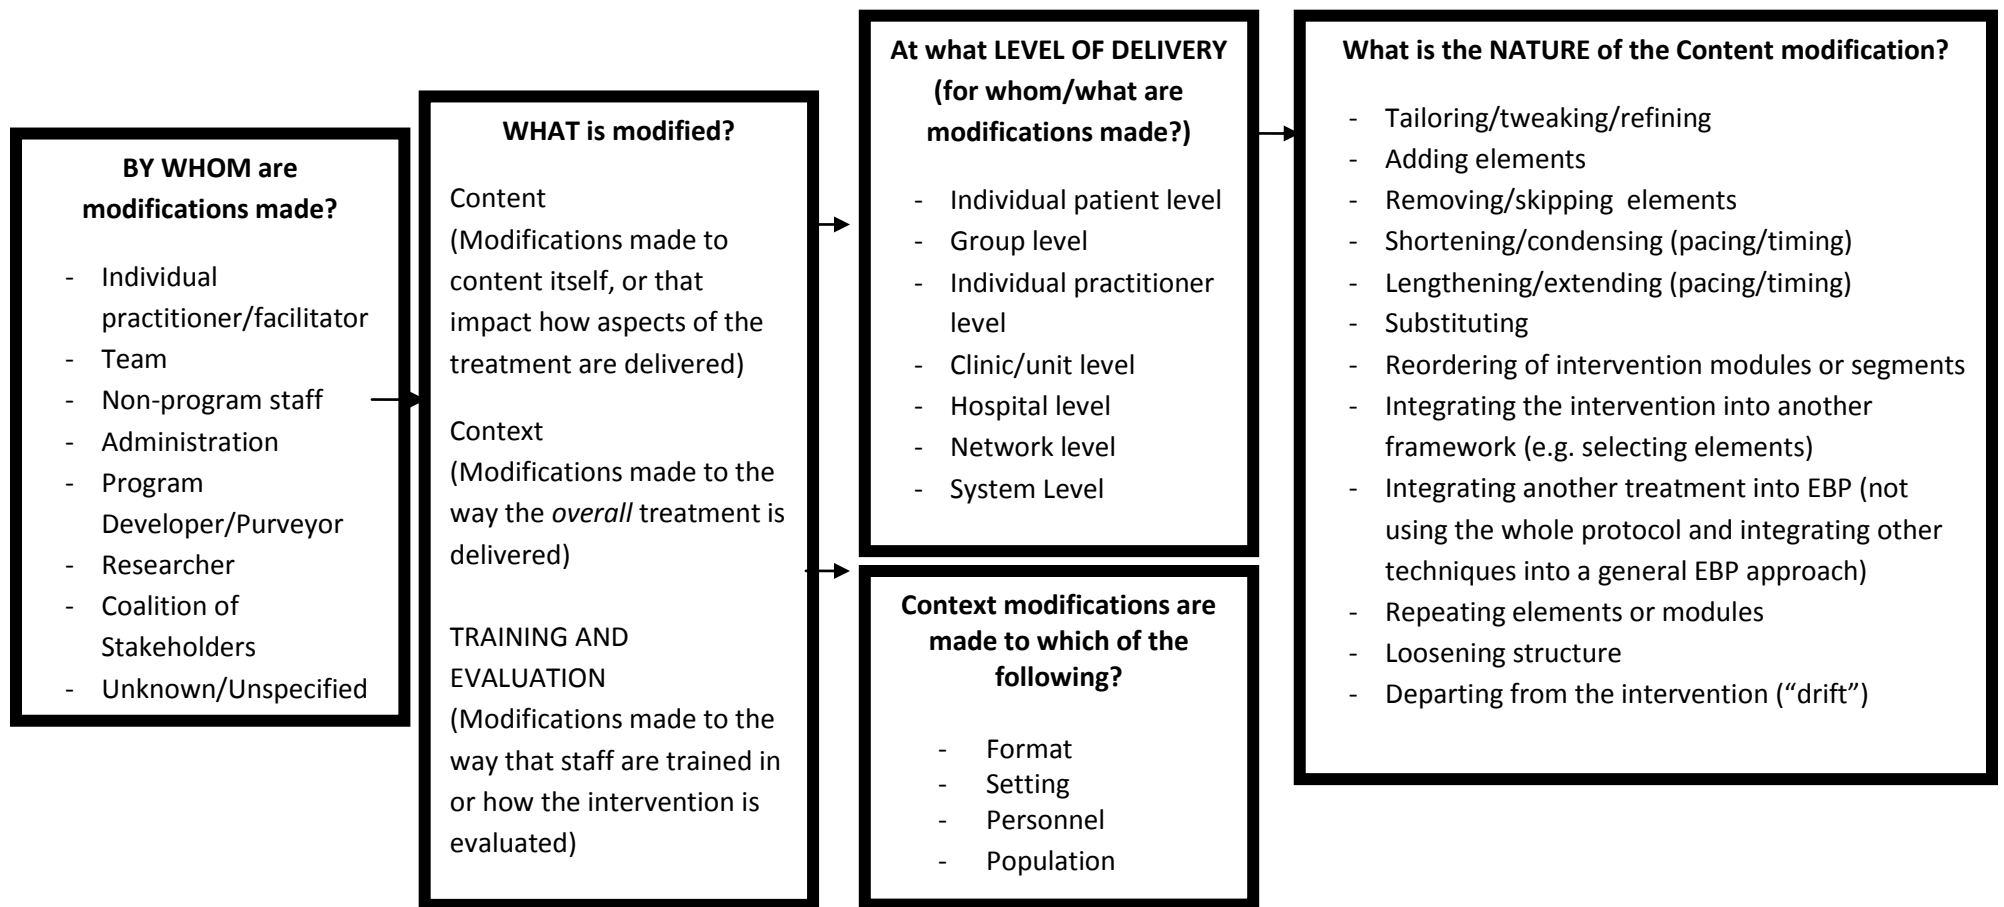 BY WHOM are
modifications made?
- Individual
practitioner/facilitator
- Team
- Non-program staff
- Administration
- Program
Developer/Purveyor
- Researcher
- Coalition of
Stakeholders
- Unknown/Unspecified
WHAT is modified?
Content
(Modifications made to
content itself, or that
impact how aspects of the
treatment are delivered)
Context
(Modifications made to the
way the overall treatment is
delivered)
TRAINING AND
EVALUATION
(Modifications made to the
way that staff are trained in
or how the intervention is
evaluated)
At what LEVEL OF DELIVERY
(for whom/what are
modifications made?)
- Individual patient level
- Group level
- Individual practitioner
level
- Clinic/unit level
- Hospital level
- Network level
- System Level
Context modifications are
made to which of the
following?
- Format
- Setting
- Personnel
- Population
What is the NATURE of the Content modification?
- Tailoring/tweaking/refining
- Adding elements
- Removing/skipping elements
- Shortening/condensing (pacing/timing)
- Lengthening/extending (pacing/timing)
- Substituting
- Reordering of intervention modules or segments
- Integrating the intervention into another
framework (e.g. selecting elements)
- Integrating another treatment into EBP (not
using the whole protocol and integrating other
techniques into a general EBP approach)
- Repeating elements or modules
- Loosening structure
- Departing from the intervention (“drift”)